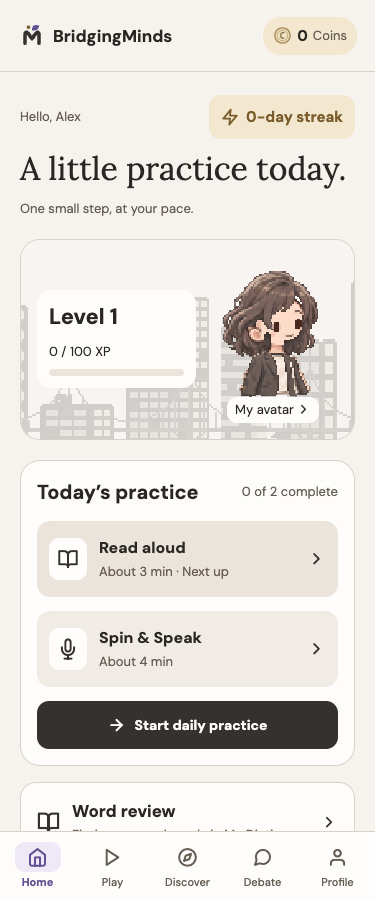 BridgingMinds
C 0 Coins
Hello, Alex
0-day streak
A little practice today.
One small step, at your pace.
Level 1
0 / 100 XP
My avatar
Today's practice
0 of 2 complete
Read aloud
About 3 min · Next up
Spin & Speak
About 4 min
Start daily practice
Word review
Home
Play
Discover
Debate
Profile